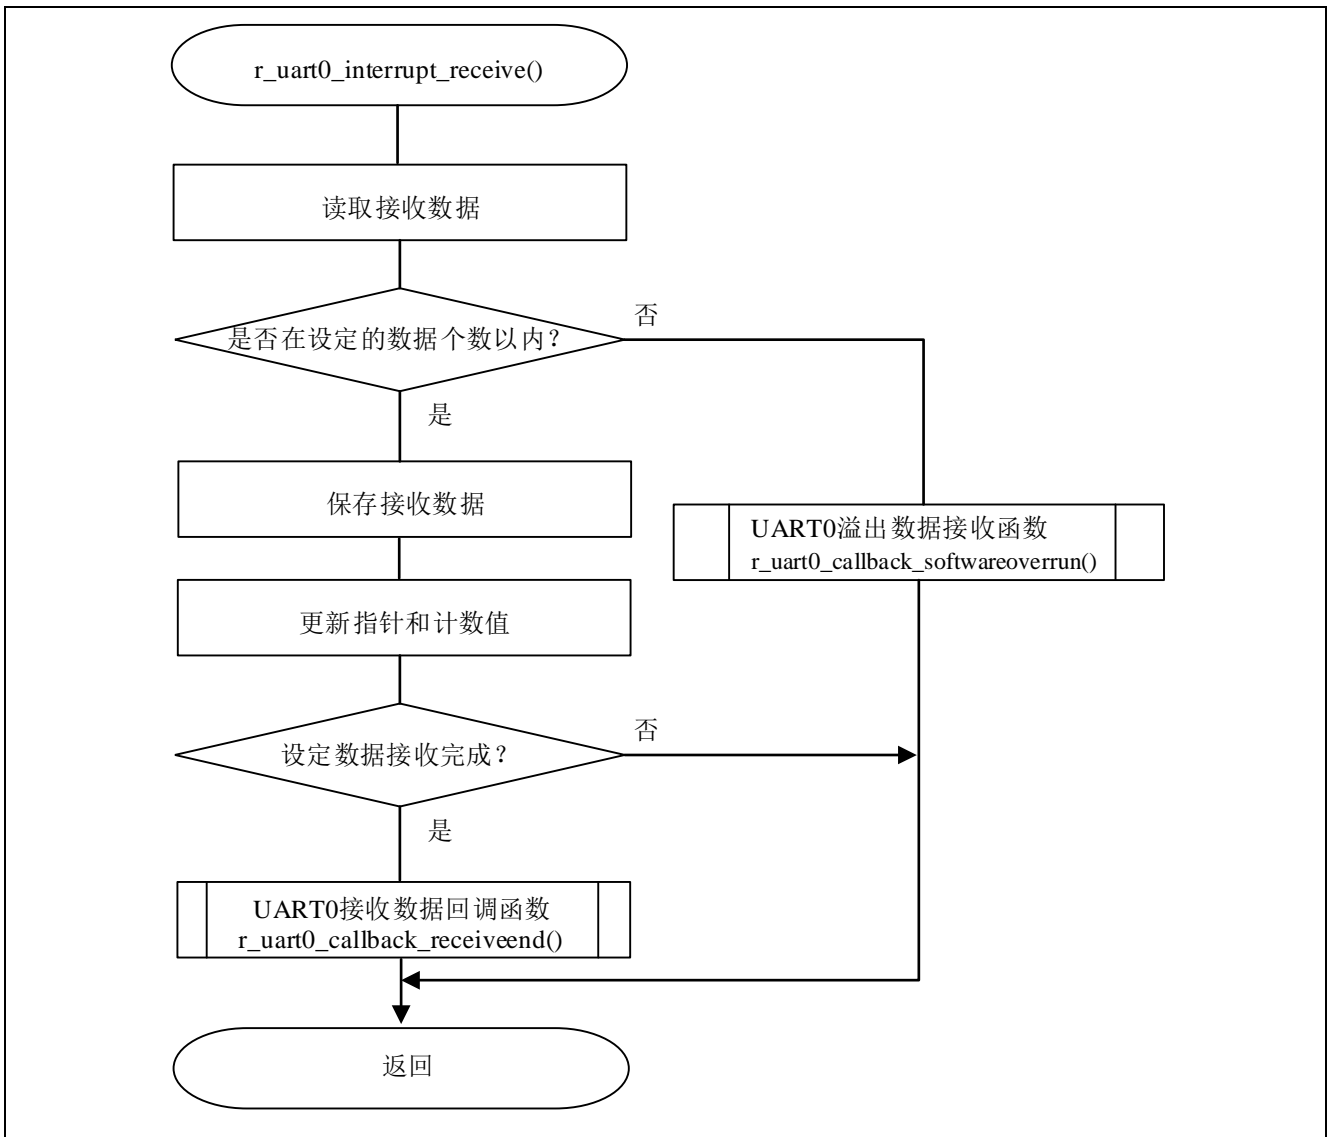 r_uart0_interrupt_receive()
读取接收数据
是否在设定的数据个数以内？
否
是
保存接收数据
UART0溢出数据接收函数
r_uart0_callback_softwareoverrun()
更新指针和计数值
设定数据接收完成？
否
是
UART0接收数据回调函数
r_uart0_callback_receiveend()
返回